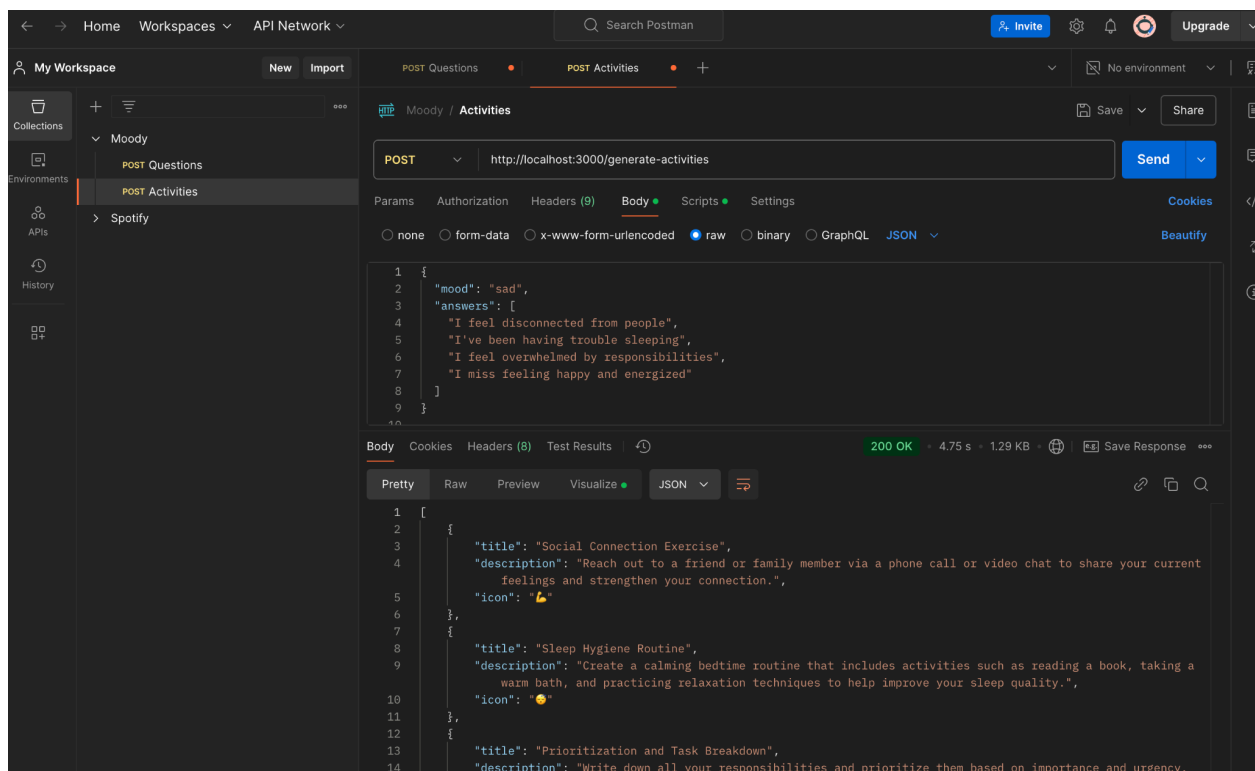 Home Workspaces API Network Search Postman Invite Upgrade
My Workspace New Import POST Questions POST Activities No environment
Collections
Moody
POST Questions
POST Activities
Spotify
Environments
APIs
History
HTTP Moody / Activities Save Share
POST http://localhost:3000/generate-activities Send
Params Authorization Headers (9) Body Scripts Settings Cookies
none form-data x-www-form-urlencoded raw binary GraphQL JSON Beautify
1 {
2 "mood": "sad",
3 "answers": [
4 "I feel disconnected from people",
5 "I've been having trouble sleeping",
6 "I feel overwhelmed by responsibilities",
7 "I miss feeling happy and energized"
8 ]
9 }
10
Body Cookies Headers (8) Test Results 200 OK 4.75 s 1.29 KB e.g. Save Response
Pretty Raw Preview Visualize JSON
1 [
2 {
3 "title": "Social Connection Exercise",
4 "description": "Reach out to a friend or family member via a phone call or video chat to share your current
feelings and strengthen your connection.",
5 "icon": "💪"
6 },
7 {
8 "title": "Sleep Hygiene Routine",
9 "description": "Create a calming bedtime routine that includes activities such as reading a book, taking a
warm bath, and practicing relaxation techniques to help improve your sleep quality.",
10 "icon": "😴"
11 },
12 {
13 "title": "Prioritization and Task Breakdown",
14 "description": "Write down all your responsibilities and prioritize them based on importance and urgency.